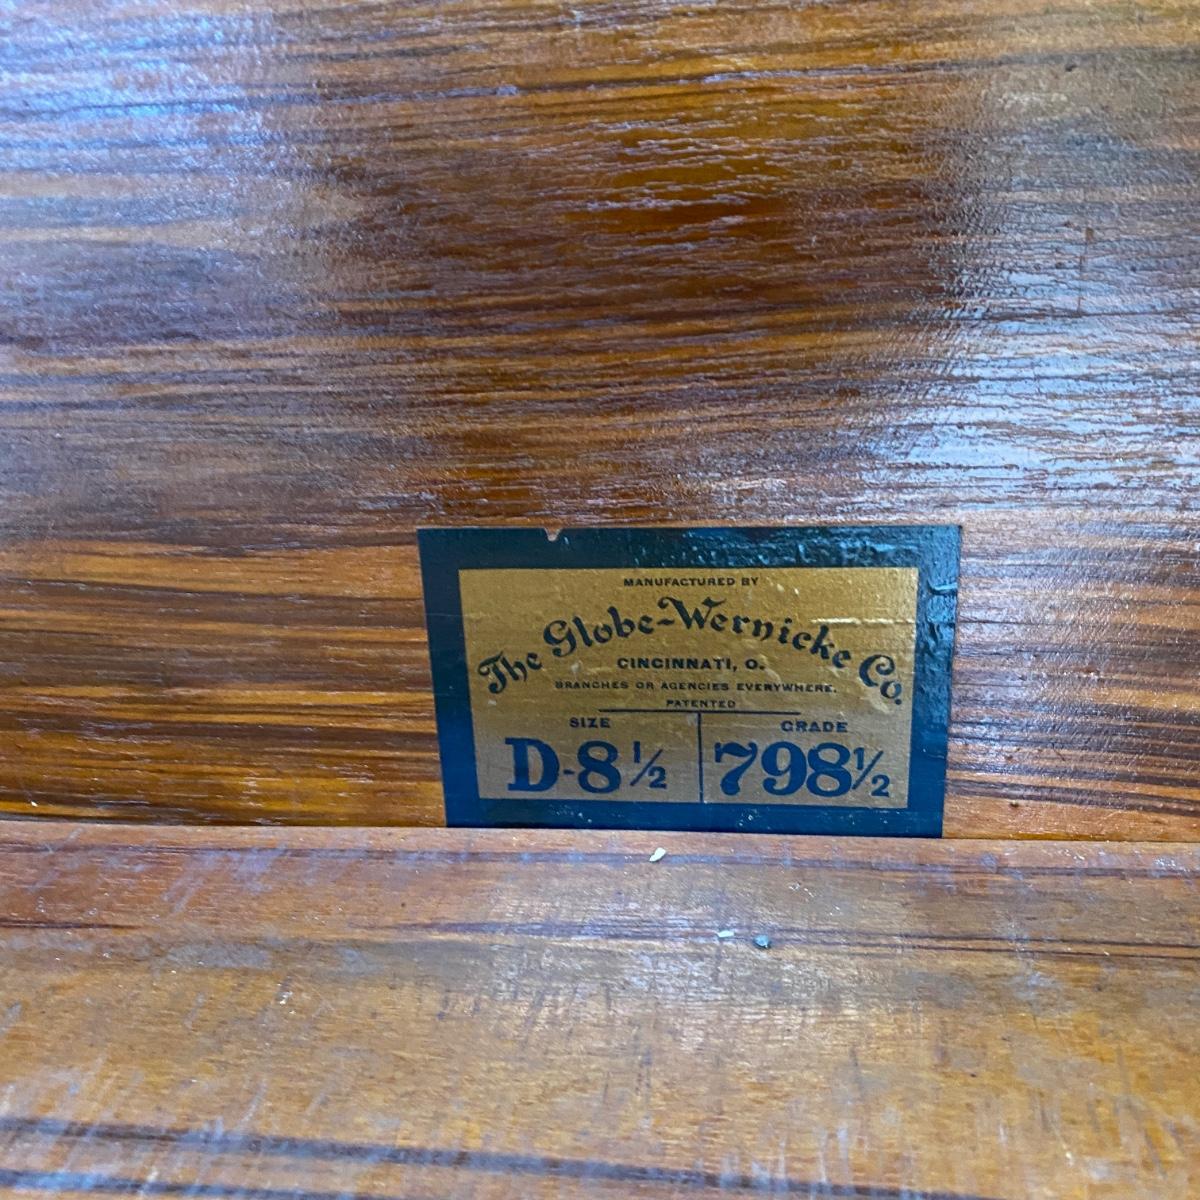 MANUFACTURED BY
The Globe-Wernicke Co.
CINCINNATI, O.
BRANCHES OR AGENCIES EVERYWHERE.
PATENTED
SIZE GRADE
D-8½ 798½